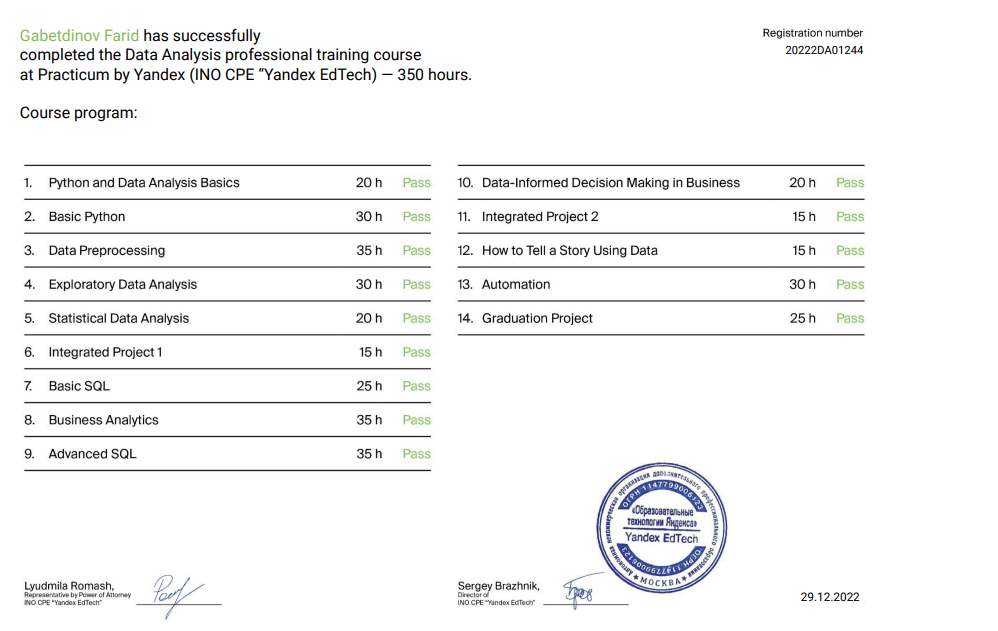 Gabetdinov Farid has successfully
completed the Data Analysis professional training course
at Practicum by Yandex (INO CPE “Yandex EdTech) — 350 hours.
Registration number
20222DA01244
Course program:
1. Python and Data Analysis Basics 20 h Pass
2. Basic Python 30 h Pass
3. Data Preprocessing 35 h Pass
4. Exploratory Data Analysis 30 h Pass
5. Statistical Data Analysis 20 h Pass
6. Integrated Project 1 15 h Pass
7. Basic SQL 25 h Pass
8. Business Analytics 35 h Pass
9. Advanced SQL 35 h Pass
10. Data-Informed Decision Making in Business 20 h Pass
11. Integrated Project 2 15 h Pass
12. How to Tell a Story Using Data 15 h Pass
13. Automation 30 h Pass
14. Graduation Project 25 h Pass
Автономная некоммерческая организация дополнительного профессионального образования
ОГРН 1147799006123
«Образовательные
технологии Яндекса»
Yandex EdTech
ОГРН 1147799006123
★ МОСКВА ★
Lyudmila Romash,
Representative by Power of Attorney
INO CPE “Yandex EdTech”
Sergey Brazhnik,
Director of
INO CPE “Yandex EdTech”
29.12.2022